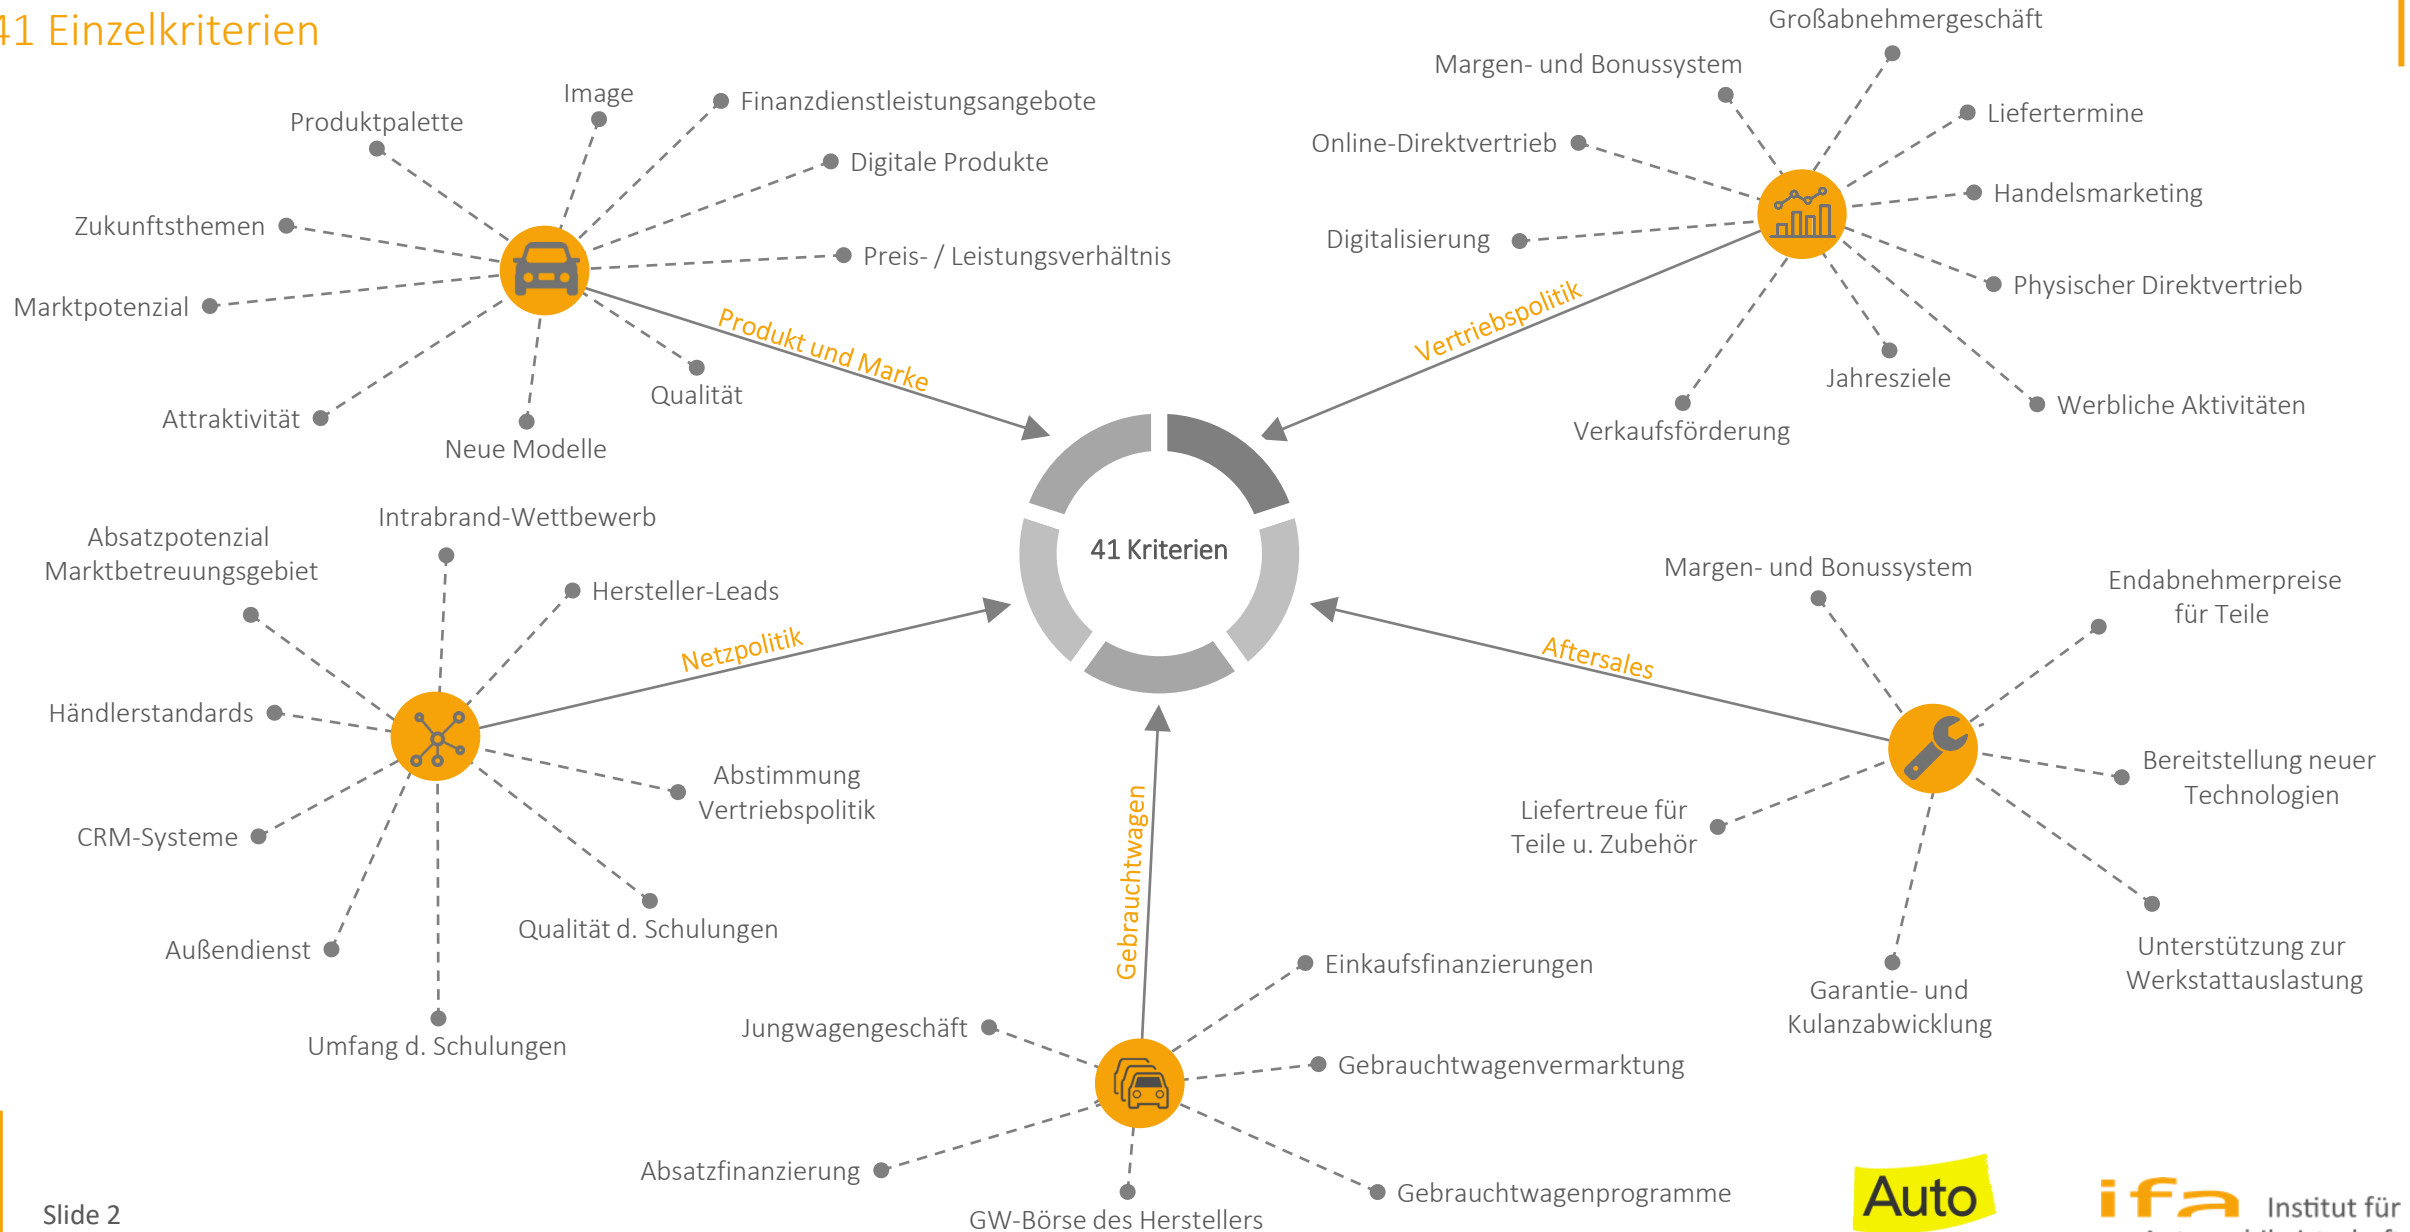 41 Einzelkriterien
Image
Finanzdienstleistungsangebote
Produktpalette
Digitale Produkte
Zukunftsthemen
Preis- / Leistungsverhältnis
Marktpotenzial
Produkt und Marke
Qualität
Attraktivität
Neue Modelle
Großabnehmergeschäft
Margen- und Bonussystem
Liefertermine
Online-Direktvertrieb
Handelsmarketing
Digitalisierung
Physischer Direktvertrieb
Vertriebspolitik
Jahresziele
Werbliche Aktivitäten
Verkaufsförderung
41 Kriterien
Intrabrand-Wettbewerb
Absatzpotenzial
Marktbetreuungsgebiet
Hersteller-Leads
Netzpolitik
Händlerstandards
Abstimmung
Vertriebspolitik
CRM-Systeme
Qualität d. Schulungen
Außendienst
Umfang d. Schulungen
Margen- und Bonussystem
Endabnehmerpreise
für Teile
Aftersales
Bereitstellung neuer
Technologien
Liefertreue für
Teile u. Zubehör
Unterstützung zur
Werkstattauslastung
Garantie- und
Kulanzabwicklung
Gebrauchtwagen
Einkaufsfinanzierungen
Jungwagengeschäft
Gebrauchtwagenvermarktung
Absatzfinanzierung
Gebrauchtwagenprogramme
GW-Börse des Herstellers
Slide 2
Auto
ifa
Institut für